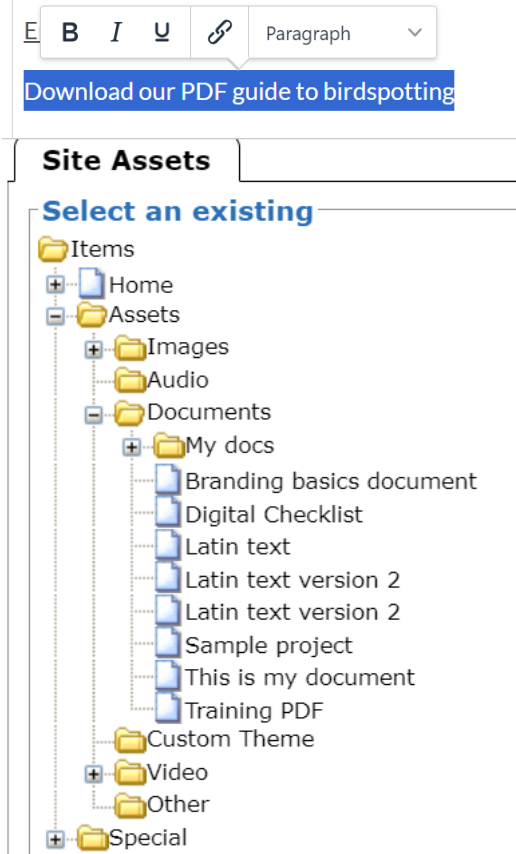 E
B I U Paragraph
Download our PDF guide to birdspotting
Site Assets
Select an existing
Items
Home
Assets
Images
Audio
Documents
My docs
Branding basics document
Digital Checklist
Latin text
Latin text version 2
Latin text version 2
Sample project
This is my document
Training PDF
Custom Theme
Video
Other
Special